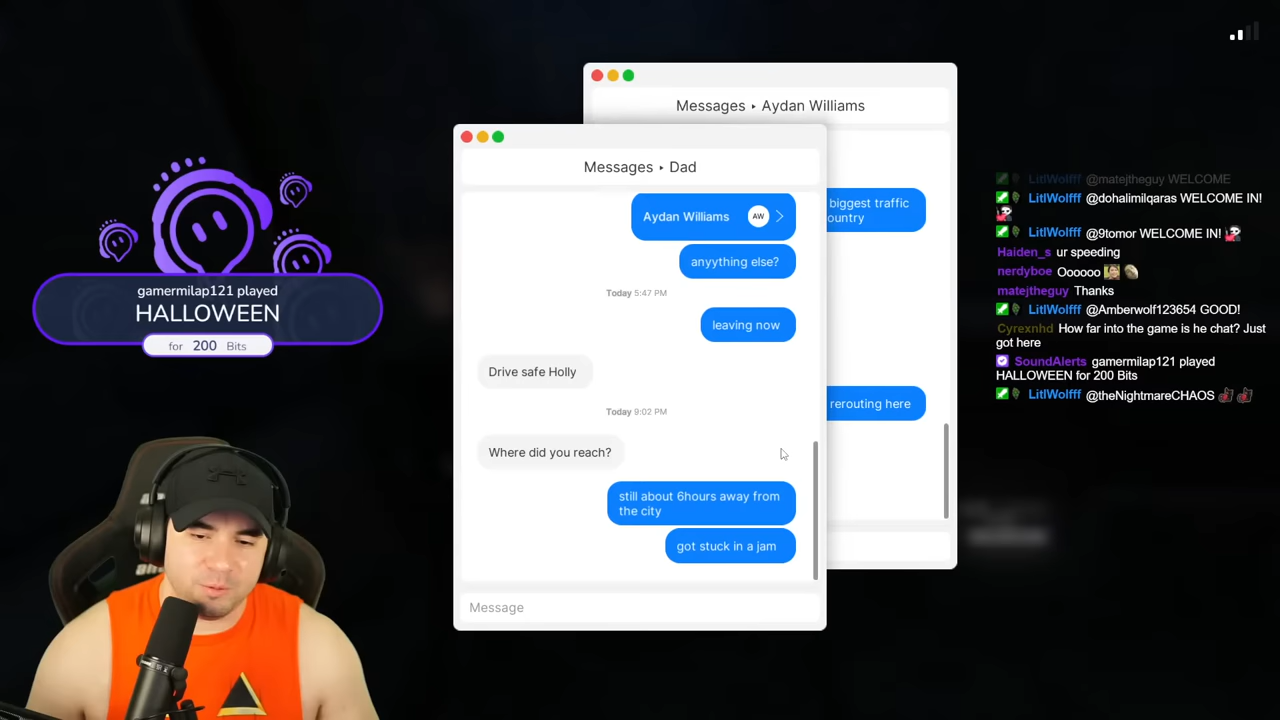 Messages ▸ Aydan Williams
biggest traffic
ountry
rerouting here
Messages ▸ Dad
Aydan Williams AW
anyything else?
Today 5:47 PM
leaving now
Drive safe Holly
Today 9:02 PM
Where did you reach?
still about 6hours away from
the city
got stuck in a jam
Message
gamermilap121 played
HALLOWEEN
for 200 Bits
LitlWolfff @matejtheguy WELCOME
LitlWolfff @dohalimilqaras WELCOME IN!
LitlWolfff @9tomor WELCOME IN!
Haiden_s ur speeding
nerdyboe Oooooo
matejtheguy Thanks
LitlWolfff @Amberwolf123654 GOOD!
Cyrexnhd How far into the game is he chat? Just
got here
SoundAlerts gamermilap121 played
HALLOWEEN for 200 Bits
LitlWolfff @theNightmareCHAOS